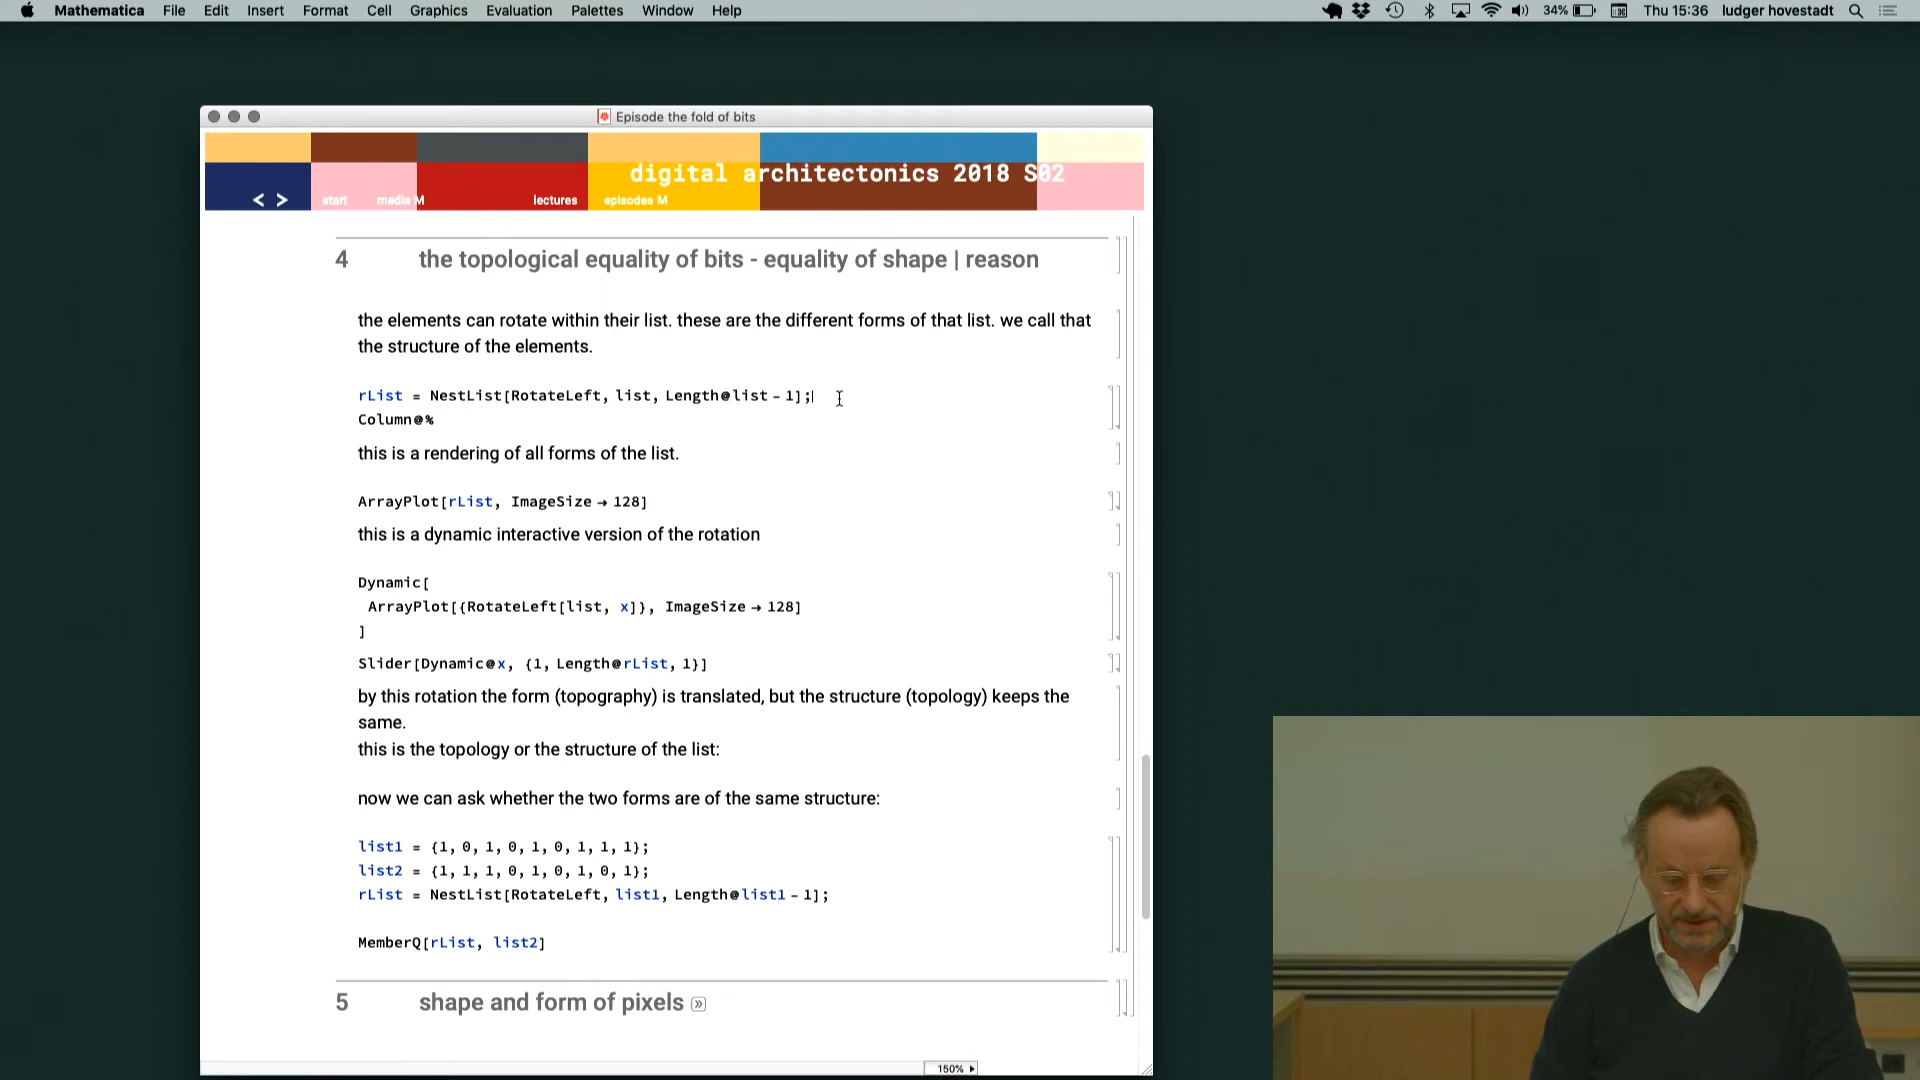 Mathematica File Edit Insert Format Cell Graphics Evaluation Palettes Window Help 34% Thu 15:36 ludger hovestadt
Episode the fold of bits
digital architectonics 2018 S02
< > start media M lectures episodes M
4 the topological equality of bits - equality of shape | reason
the elements can rotate within their list. these are the different forms of that list. we call that
the structure of the elements.
rList = NestList[RotateLeft, list, Length@list - 1];
Column@%
this is a rendering of all forms of the list.
ArrayPlot[rList, ImageSize → 128]
this is a dynamic interactive version of the rotation
Dynamic[
ArrayPlot[{RotateLeft[list, x]}, ImageSize → 128]
]
Slider[Dynamic@x, {1, Length@rList, 1}]
by this rotation the form (topography) is translated, but the structure (topology) keeps the
same.
this is the topology or the structure of the list:
now we can ask whether the two forms are of the same structure:
list1 = {1, 0, 1, 0, 1, 0, 1, 1, 1};
list2 = {1, 1, 1, 0, 1, 0, 1, 0, 1};
rList = NestList[RotateLeft, list1, Length@list1 - 1];
MemberQ[rList, list2]
5 shape and form of pixels »
150%